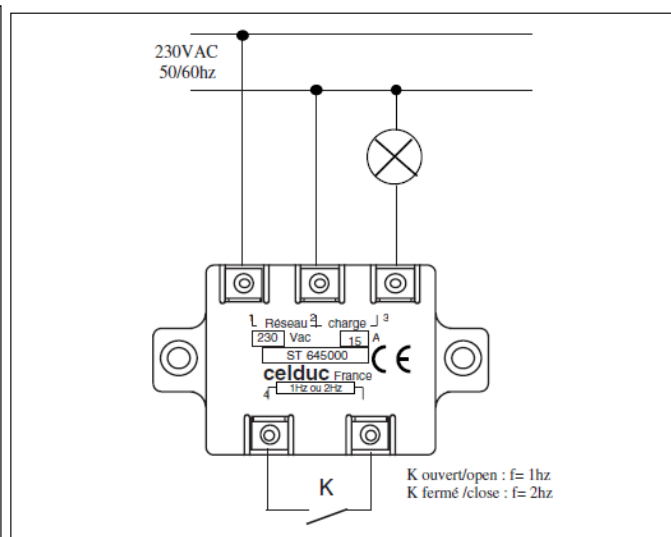 230VAC
50/60hz
1 Réseau 2 charge 3
230 Vac 15 A
ST 645000
CE
celduc France
1Hz ou 2Hz
4
K
K ouvert/open : f= 1hz
K fermé /close : f= 2hz